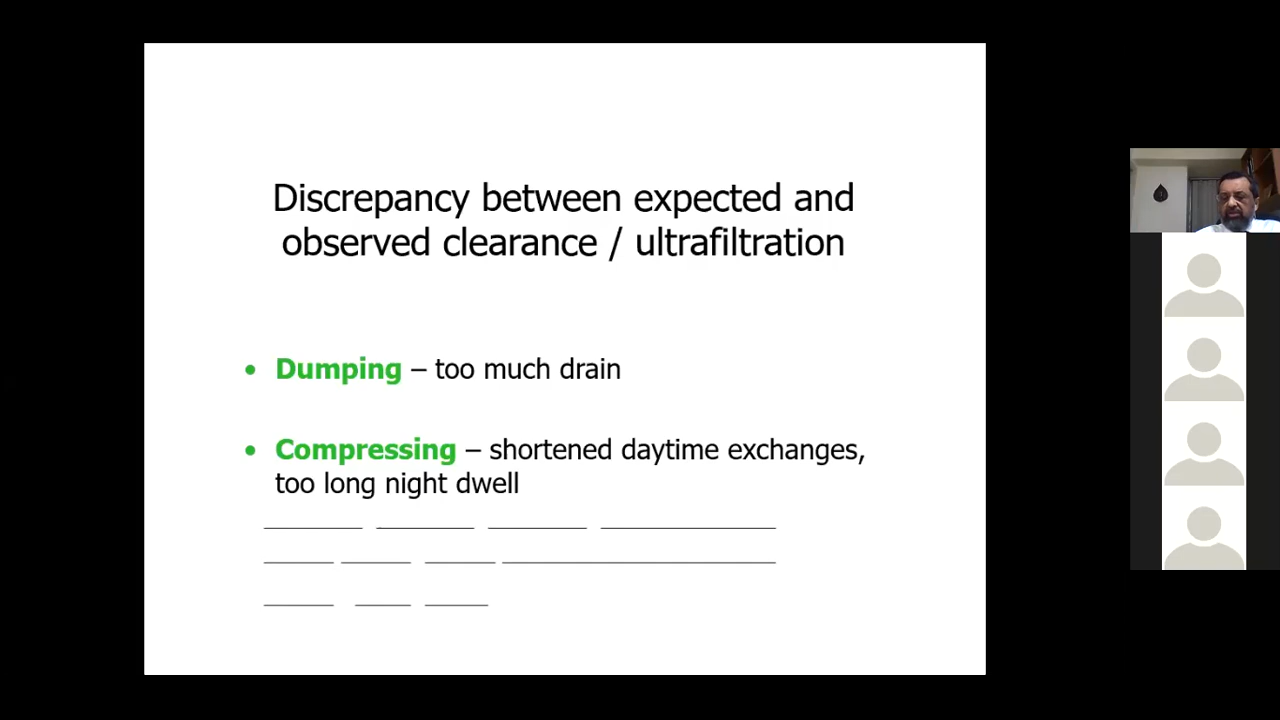 Discrepancy between expected and
observed clearance / ultrafiltration
• Dumping – too much drain
• Compressing – shortened daytime exchanges,
too long night dwell